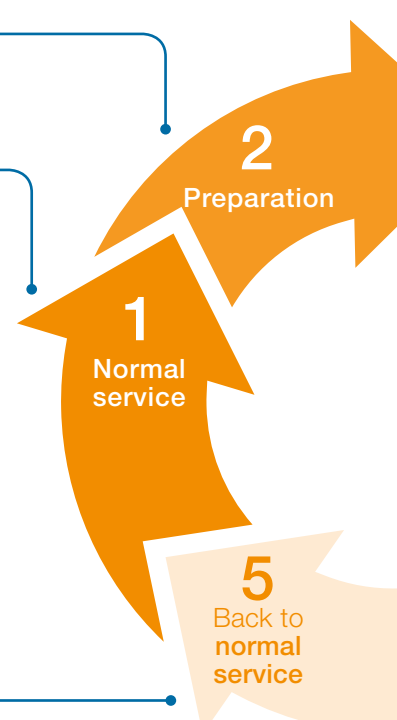 2
Preparation
1
Normal
service
5
Back to
normal
service